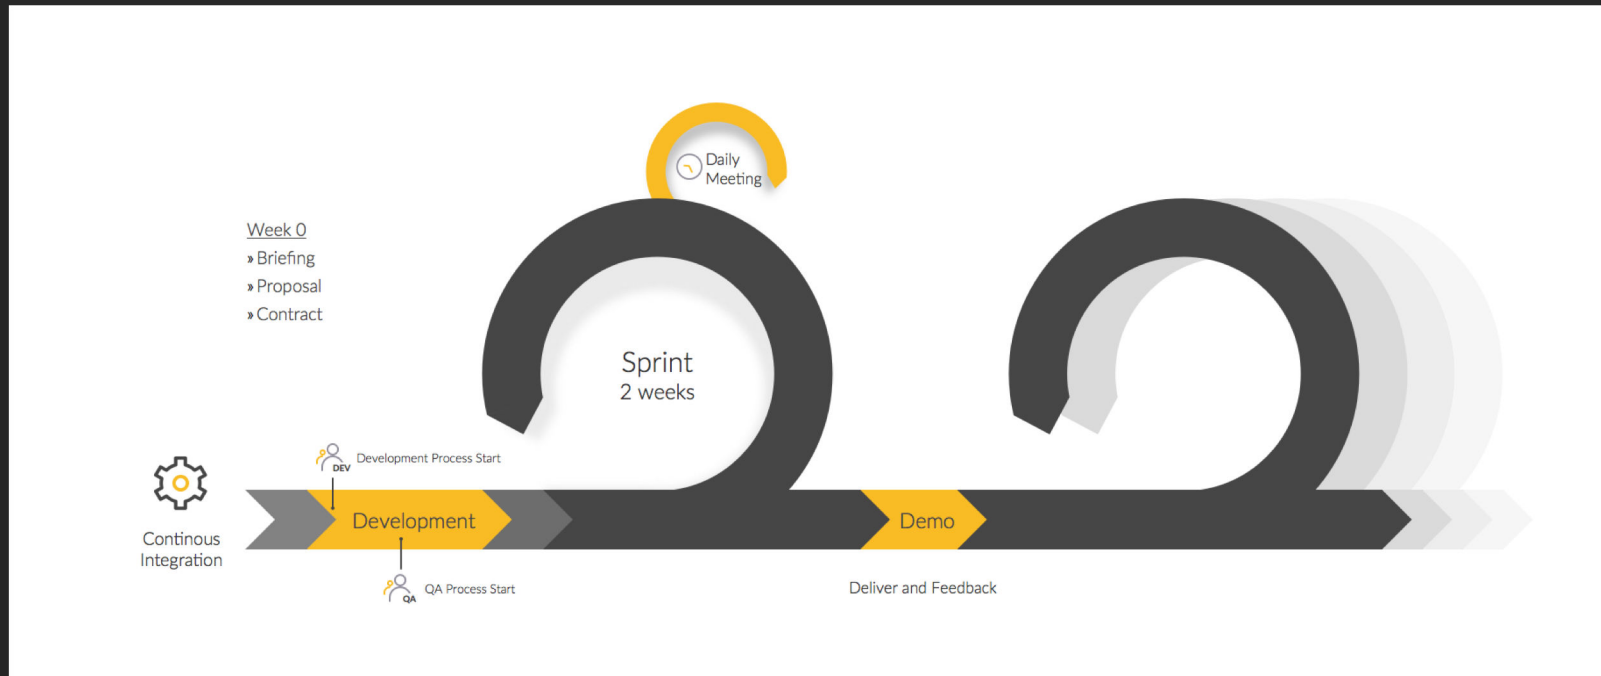 Daily
Meeting
Week 0
» Briefing
» Proposal
» Contract
Sprint
2 weeks
DEV
Development Process Start
Development
Demo
Continous
Integration
QA
QA Process Start
Deliver and Feedback